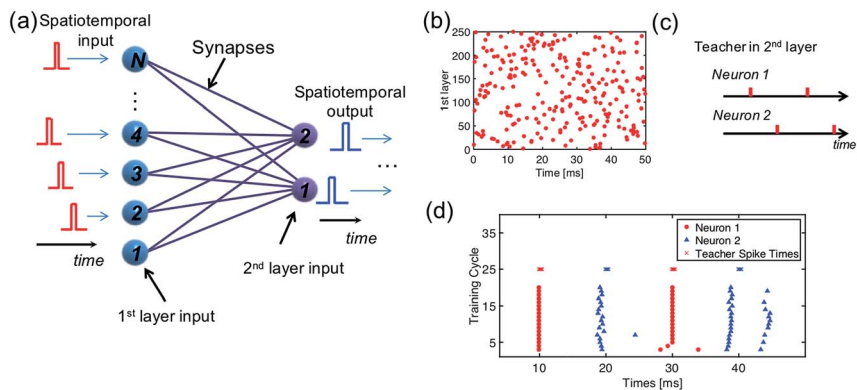 (a)
Spatiotemporal
input
Synapses
Spatiotemporal
output
N
4
3
2
1
2
1
...
...
time
time
2nd layer input
1st layer input
(b)
1st layer
250
200
150
100
50
0
0 10 20 30 40 50
Time [ms]
(c)
Teacher in 2nd layer
Neuron 1
Neuron 2
time
(d)
Training Cycle
35
25
15
5
Neuron 1
Neuron 2
Teacher Spike Times
10 20 30 40
Times [ms]